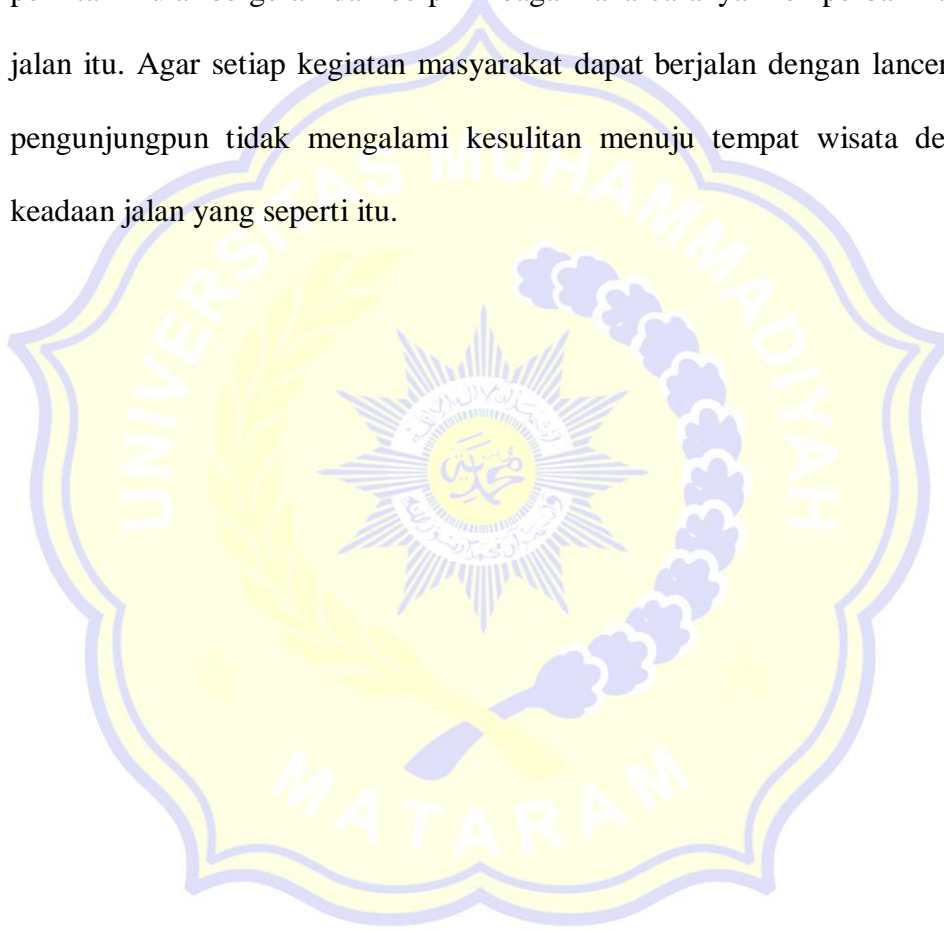 jalan itu. Agar setiap kegiatan masyarakat dapat berjalan dengan lancer
pengunjungpun tidak mengalami kesulitan menuju tempat wisata de
keadaan jalan yang seperti itu.
UNIVERSITAS MUHAMMADIYAH
MATARAM